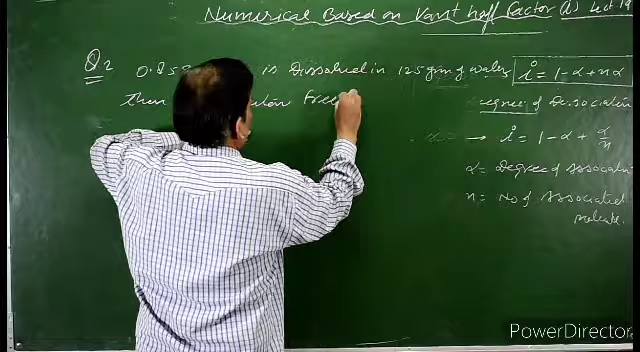 Numerical Based on Vant hoff Factor (i) Lect 19
Q2 0.85 is Dissolved in 125 gm of water i = 1 - α + nα
then Free degree of Dissociation
→ i = 1 - α + α/n
α = Degree of Associati
n = No of Associated
molecule.
PowerDirector